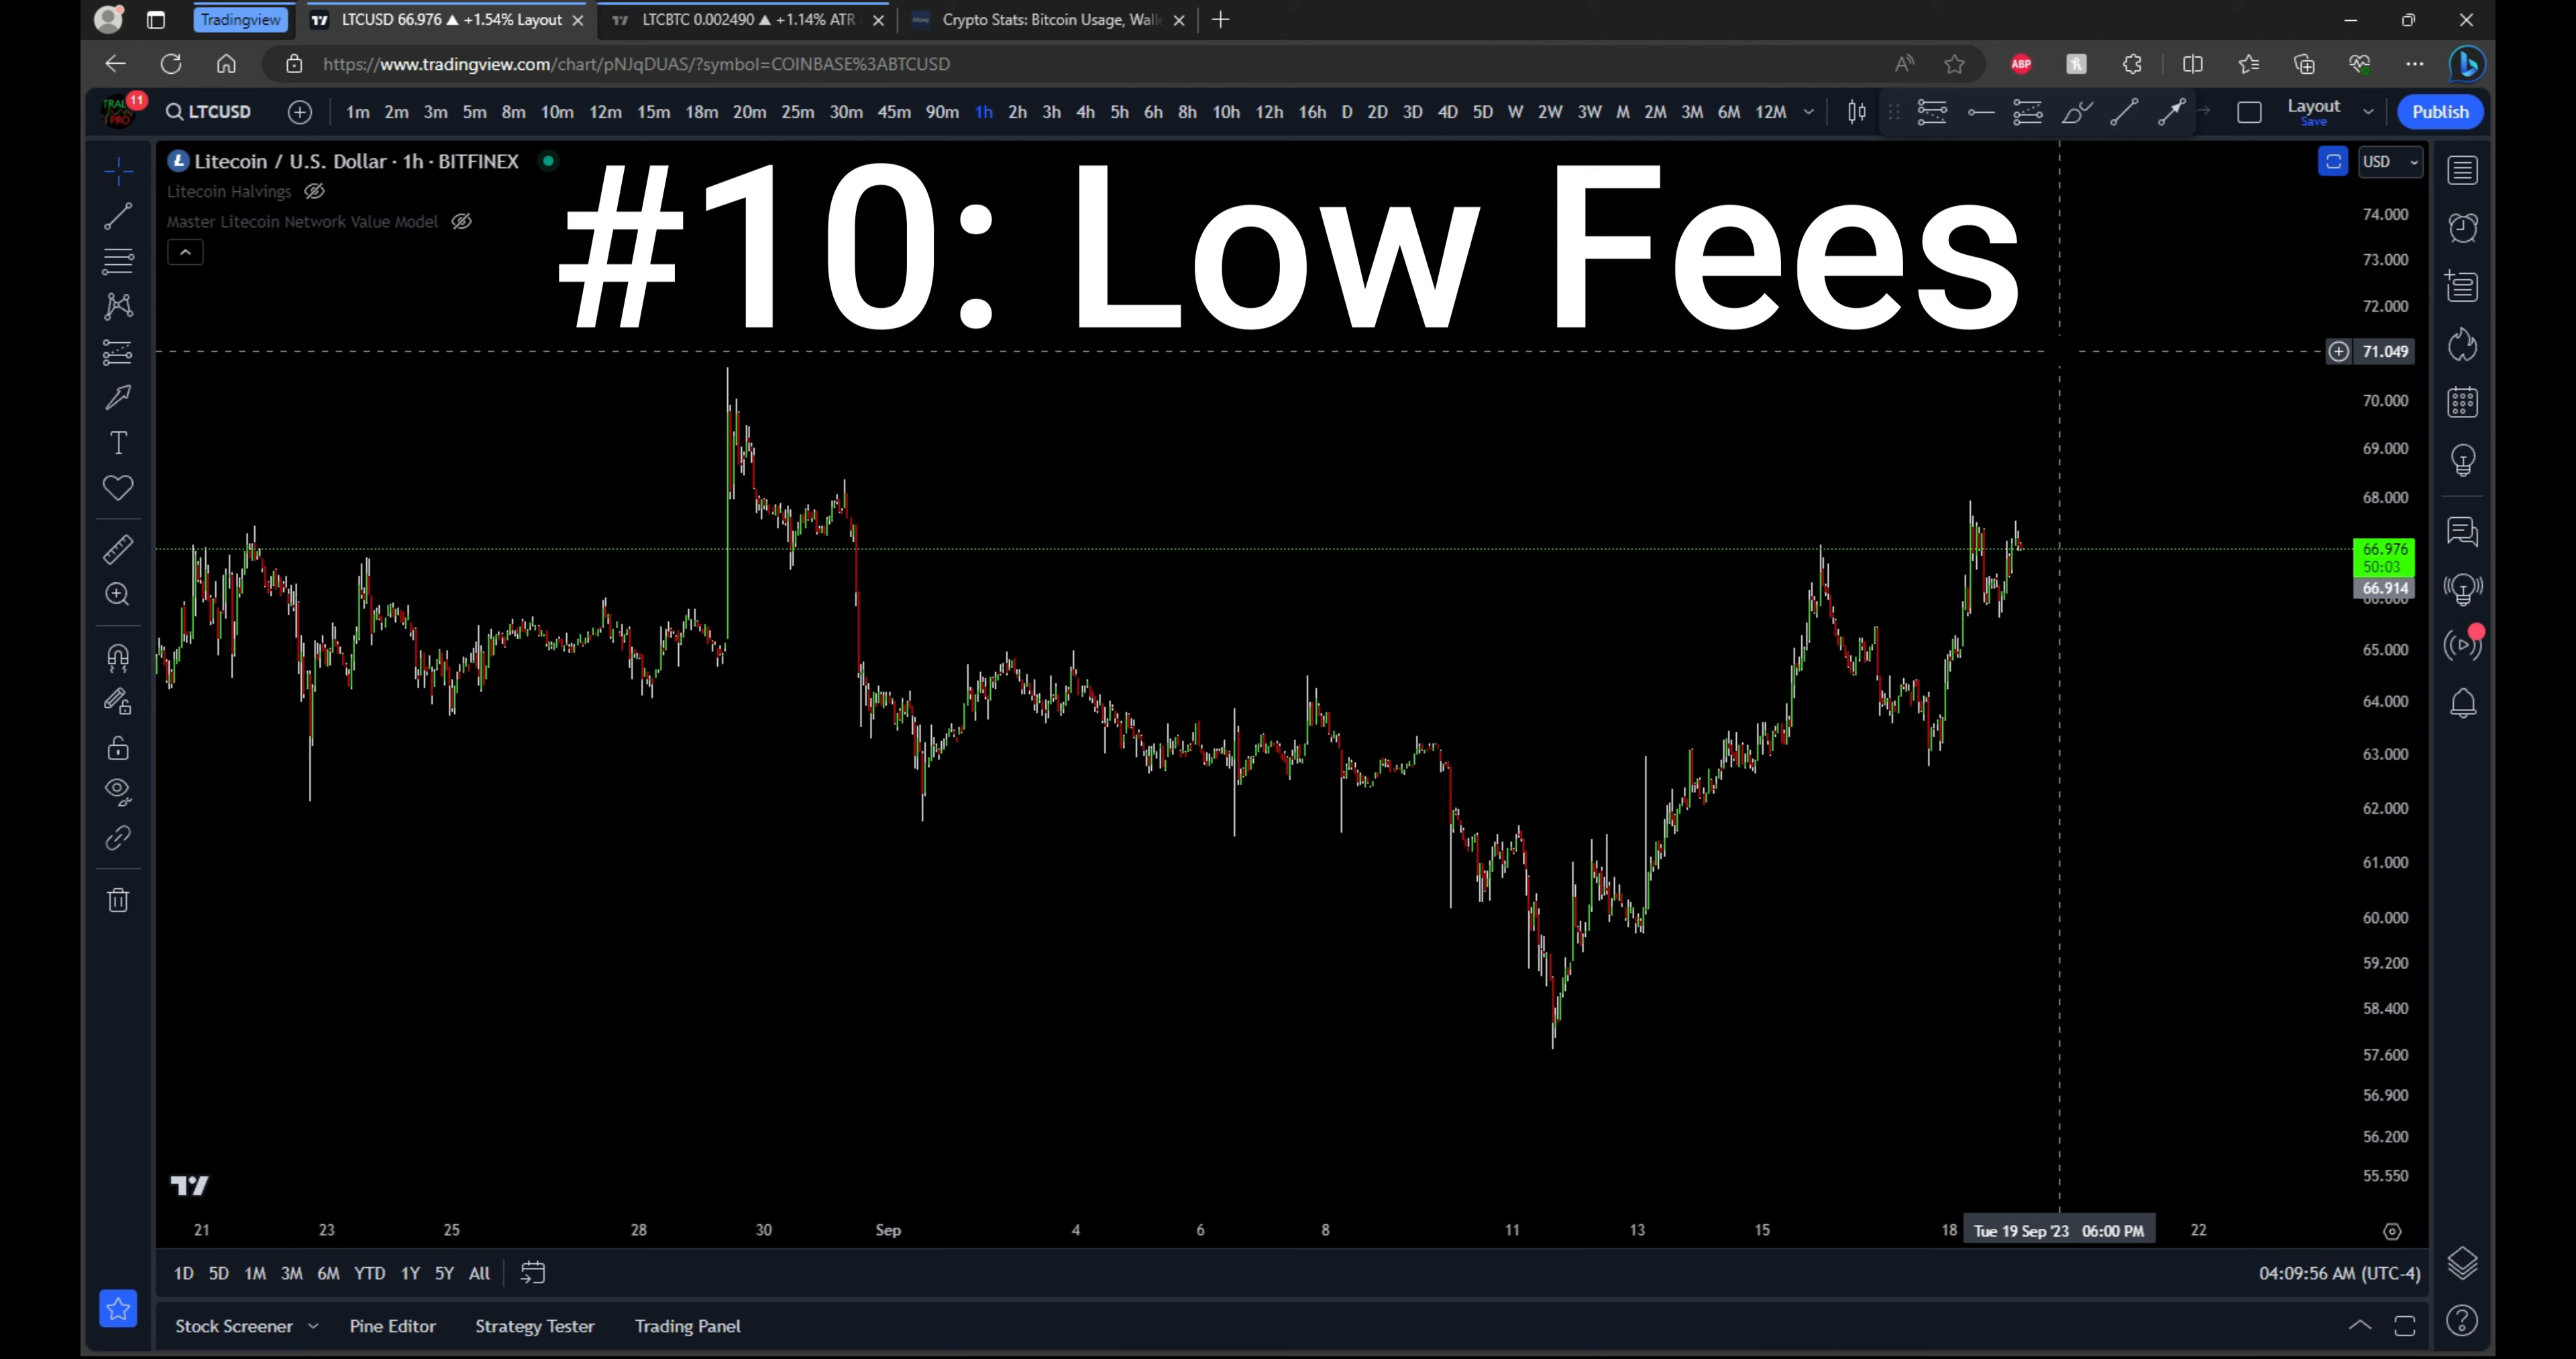 Tradingview
LTCUSD 66.976 ▲ +1.54% Layout
LTCBTC 0.002490 ▲ +1.14% ATR
Crypto Stats: Bitcoin Usage, Wall
https://www.tradingview.com/chart/pNJqDUAS/?symbol=COINBASE%3ABTCUSD
ABP
11
LTCUSD
1m 2m 3m 5m 8m 10m 12m 15m 18m 20m 25m 30m 45m 90m 1h 2h 3h 4h 5h 6h 8h 10h 12h 16h D 2D 3D 4D 5D W 2W 3W M 2M 3M 6M 12M
Layout
Save
Publish
Litecoin / U.S. Dollar · 1h · BITFINEX
USD
Litecoin Halvings
Master Litecoin Network Value Model
#10: Low Fees
74.000
73.000
72.000
71.049
70.000
69.000
68.000
66.976
50:03
66.914
65.000
64.000
63.000
62.000
61.000
60.000
59.200
58.400
57.600
56.900
56.200
55.550
21 23 25 28 30 Sep 4 6 8 11 13 15 18 Tue 19 Sep '23 06:00 PM 22
1D 5D 1M 3M 6M YTD 1Y 5Y All
04:09:56 AM (UTC-4)
Stock Screener Pine Editor Strategy Tester Trading Panel